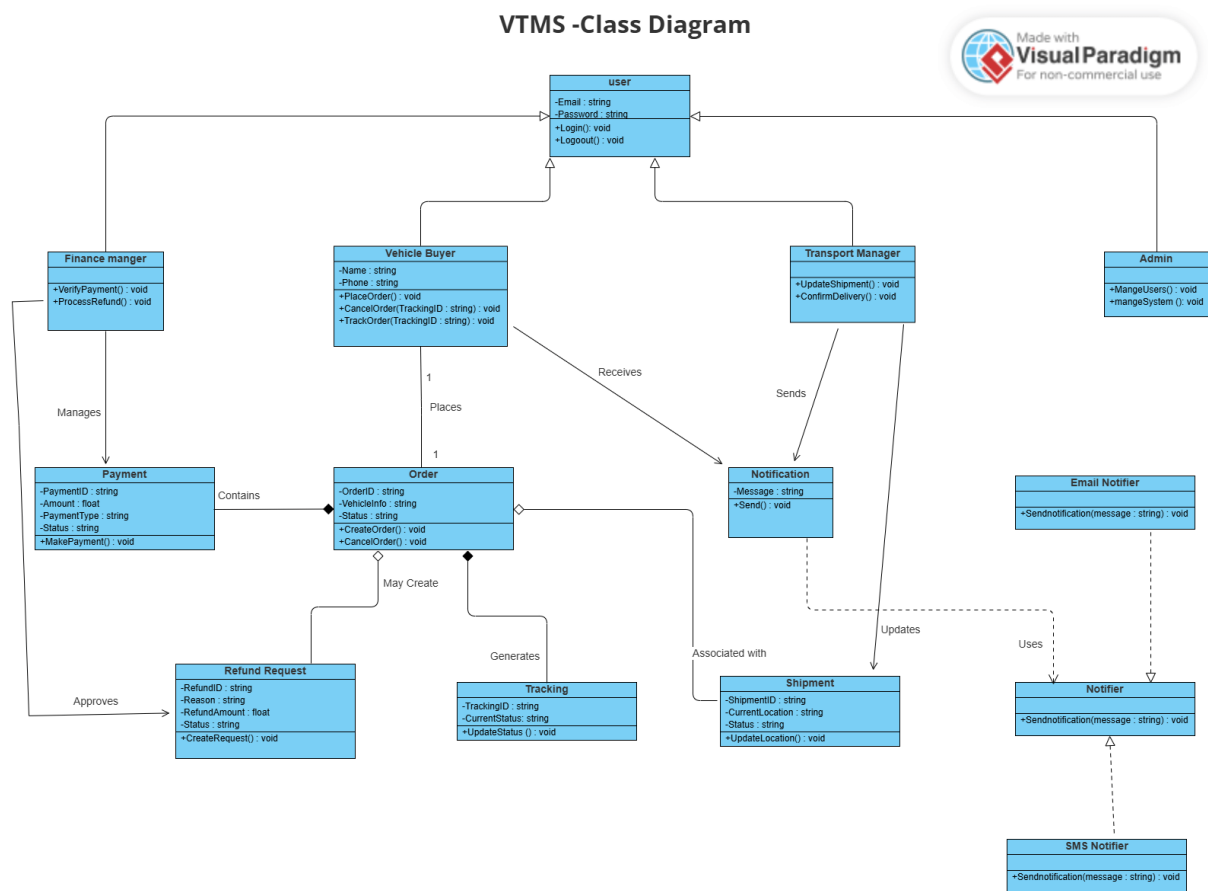 VTMS -Class Diagram
Made with
Visual Paradigm
For non-commercial use
user
-Email : string
-Password : string
+Login(): void
+Logoout() : void
Finance manger
+VerifyPayment() : void
+ProcessRefund() : void
Vehicle Buyer
-Name : string
-Phone : string
+PlaceOrder() : void
+CancelOrder(TrackingID : string) : void
+TrackOrder(TrackingID : string) : void
Transport Manager
+UpdateShipment() : void
+ConfirmDelivery() : void
Admin
+MangeUsers() : void
+mangeSystem (): void
Receives
1
Sends
Manages
Places
1
Payment
-PaymentID : string
-Amount : float
-PaymentType : string
-Status : string
+MakePayment() : void
Contains
Order
-OrderID : string
-VehicleInfo : string
-Status : string
+CreateOrder() : void
+CancelOrder() : void
Notification
-Message : string
+Send() : void
Email Notifier
+Sendnotification(message : string) : void
May Create
Updates
Uses
Generates
Associated with
Approves
Refund Request
-RefundID : string
-Reason : string
-RefundAmount : float
-Status : string
+CreateRequest() : void
Tracking
-TrackingID : string
-CurrentStatus: string
+UpdateStatus () : void
Shipment
-ShipmentID : string
-CurrentLocation : string
-Status : string
+UpdateLocation() : void
Notifier
+Sendnotification(message : string) : void
SMS Notifier
+Sendnotification(message : string) : void